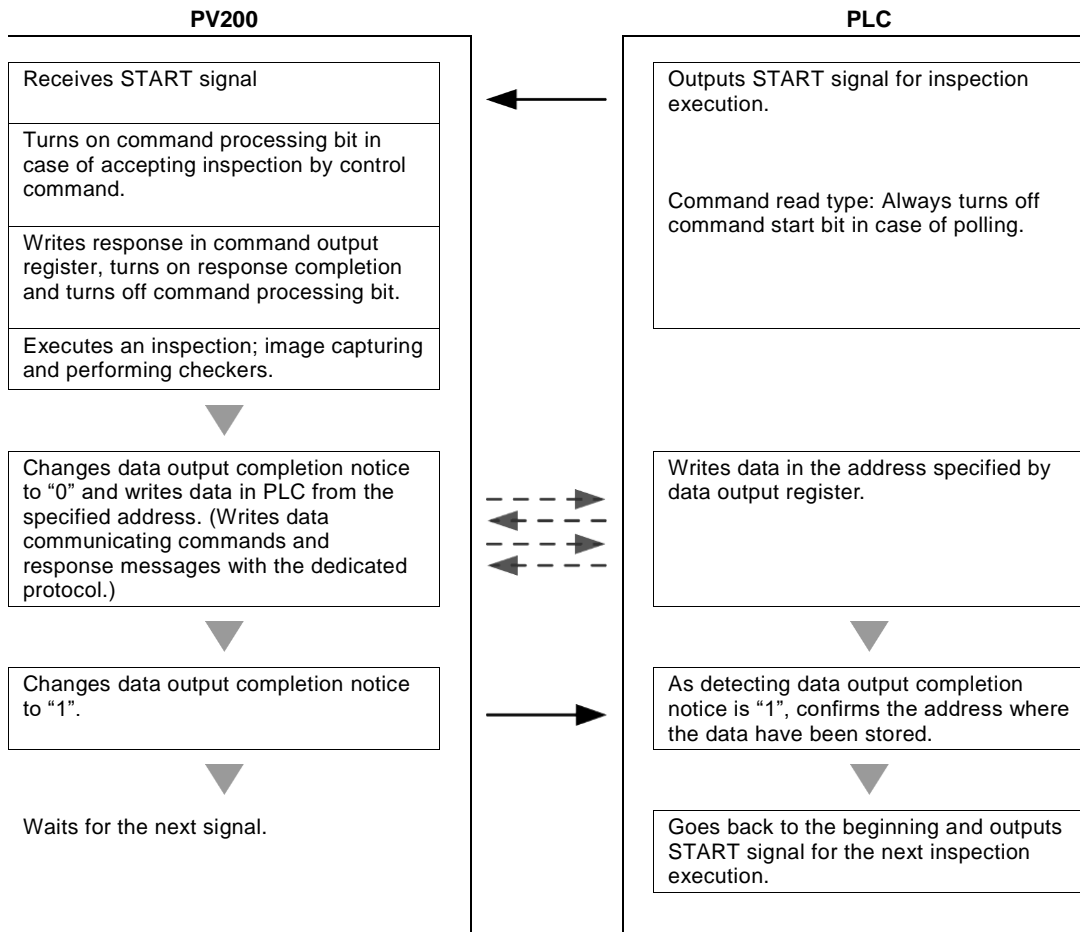 PV200
PLC
Receives START signal
Outputs START signal for inspection
execution.
Turns on command processing bit in
case of accepting inspection by control
command.
Command read type: Always turns off
command start bit in case of polling.
Writes response in command output
register, turns on response completion
and turns off command processing bit.
Executes an inspection; image capturing
and performing checkers.
Changes data output completion notice
to “0” and writes data in PLC from the
specified address. (Writes data
communicating commands and
response messages with the dedicated
protocol.)
Writes data in the address specified by
data output register.
Changes data output completion notice
to “1”.
As detecting data output completion
notice is “1”, confirms the address where
the data have been stored.
Waits for the next signal.
Goes back to the beginning and outputs
START signal for the next inspection
execution.